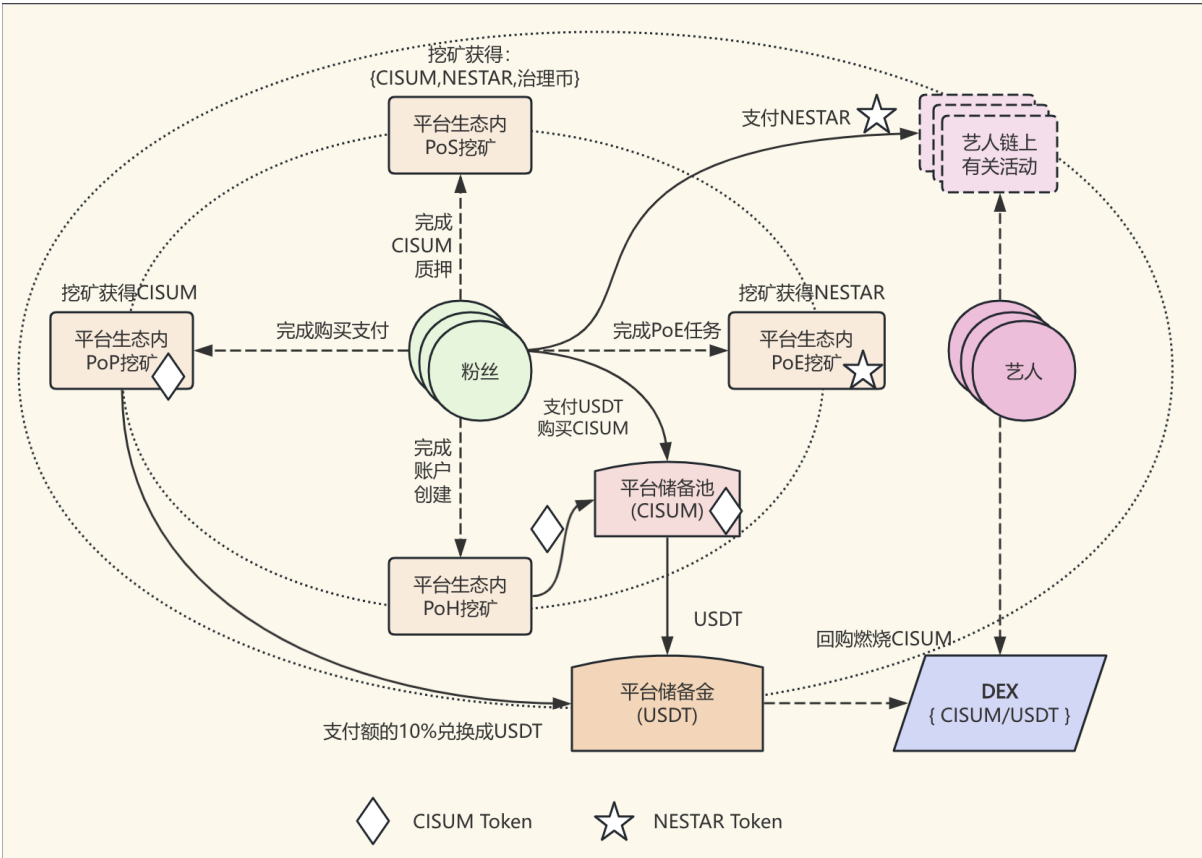 挖矿获得：
{CISUM,NESTAR,治理币}
平台生态内
PoS挖矿
支付NESTAR
艺人链上
有关活动
完成
CISUM
质押
挖矿获得CISUM
平台生态内
PoP挖矿
完成购买支付
粉丝
完成PoE任务
挖矿获得NESTAR
平台生态内
PoE挖矿
艺人
支付USDT
购买CISUM
完成
账户
创建
平台储备池
(CISUM)
平台生态内
PoH挖矿
USDT
回购燃烧CISUM
平台储备金
(USDT)
DEX
{ CISUM/USDT }
支付额的10%兑换成USDT
CISUM Token
NESTAR Token